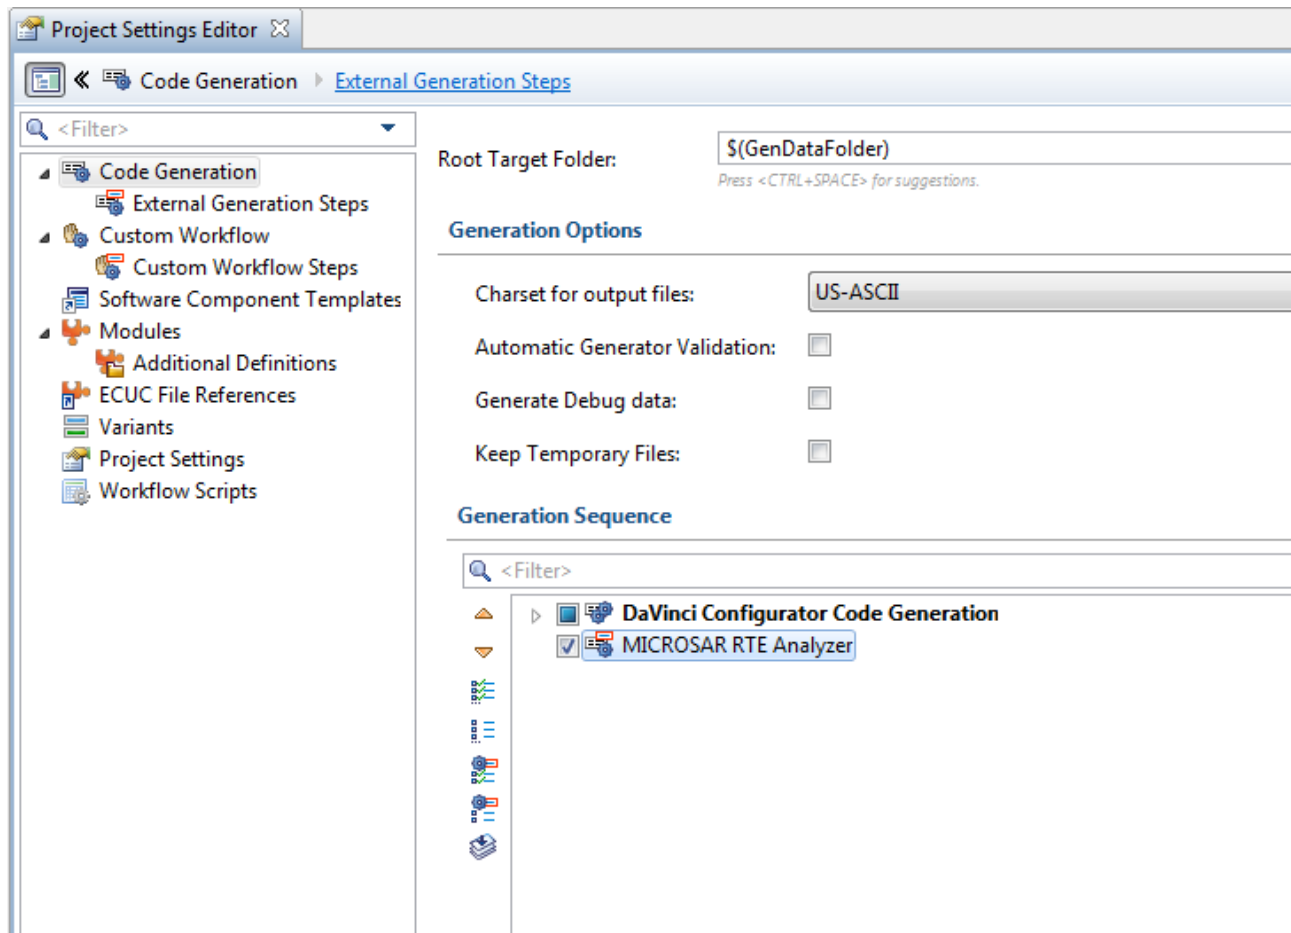 Project Settings Editor
Code Generation External Generation Steps
<Filter>
Code Generation
External Generation Steps
Custom Workflow
Custom Workflow Steps
Software Component Templates
Modules
Additional Definitions
ECUC File References
Variants
Project Settings
Workflow Scripts
Root Target Folder: $(GenDataFolder)
Press <CTRL+SPACE> for suggestions.
Generation Options
Charset for output files: US-ASCII
Automatic Generator Validation:
Generate Debug data:
Keep Temporary Files:
Generation Sequence
<Filter>
DaVinci Configurator Code Generation
MICROSAR RTE Analyzer